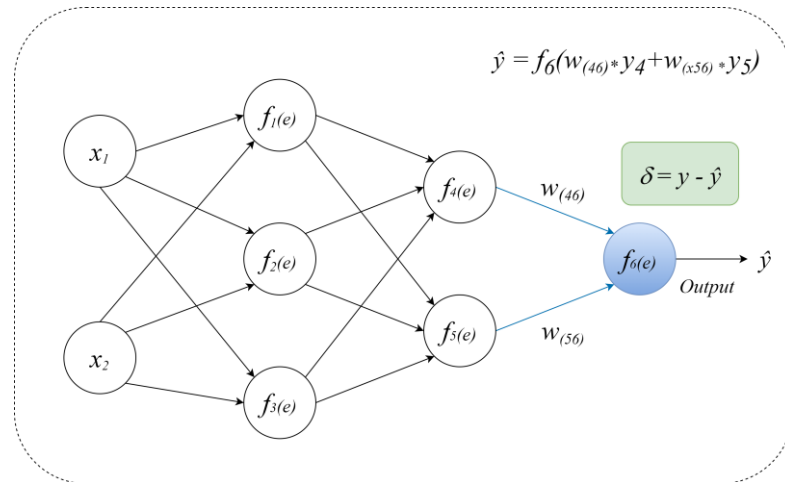 ŷ = f6(w(46)* y4+w(x56) * y5)
f1(e)
x1
δ = y - ŷ
f4(e)
w(46)
f2(e)
f6(e)
ŷ
Output
f5(e)
w(56)
x2
f3(e)